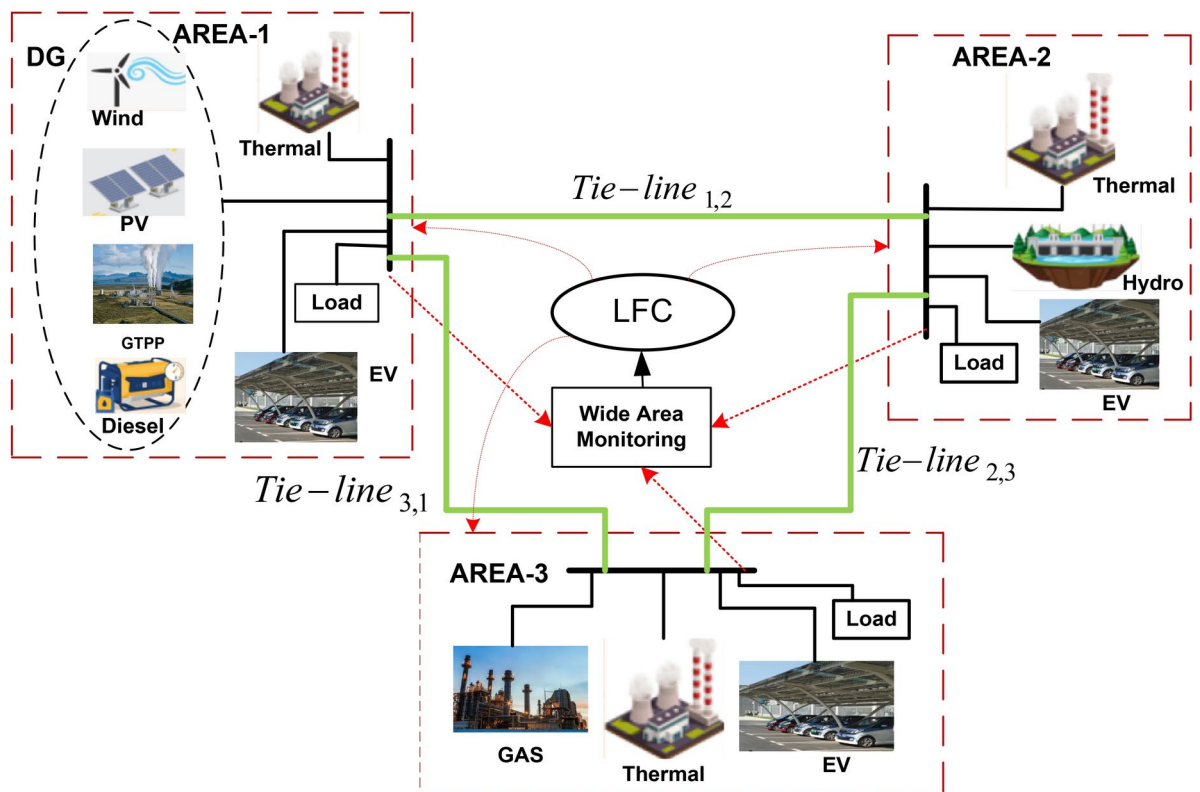 AREA-1
DG
Wind
Thermal
PV
GTPP
Diesel
Load
EV
Tie-line 1,2
AREA-2
Thermal
Hydro
Load
EV
LFC
Wide Area
Monitoring
Tie-line 3,1
Tie-line 2,3
AREA-3
Load
GAS
Thermal
EV